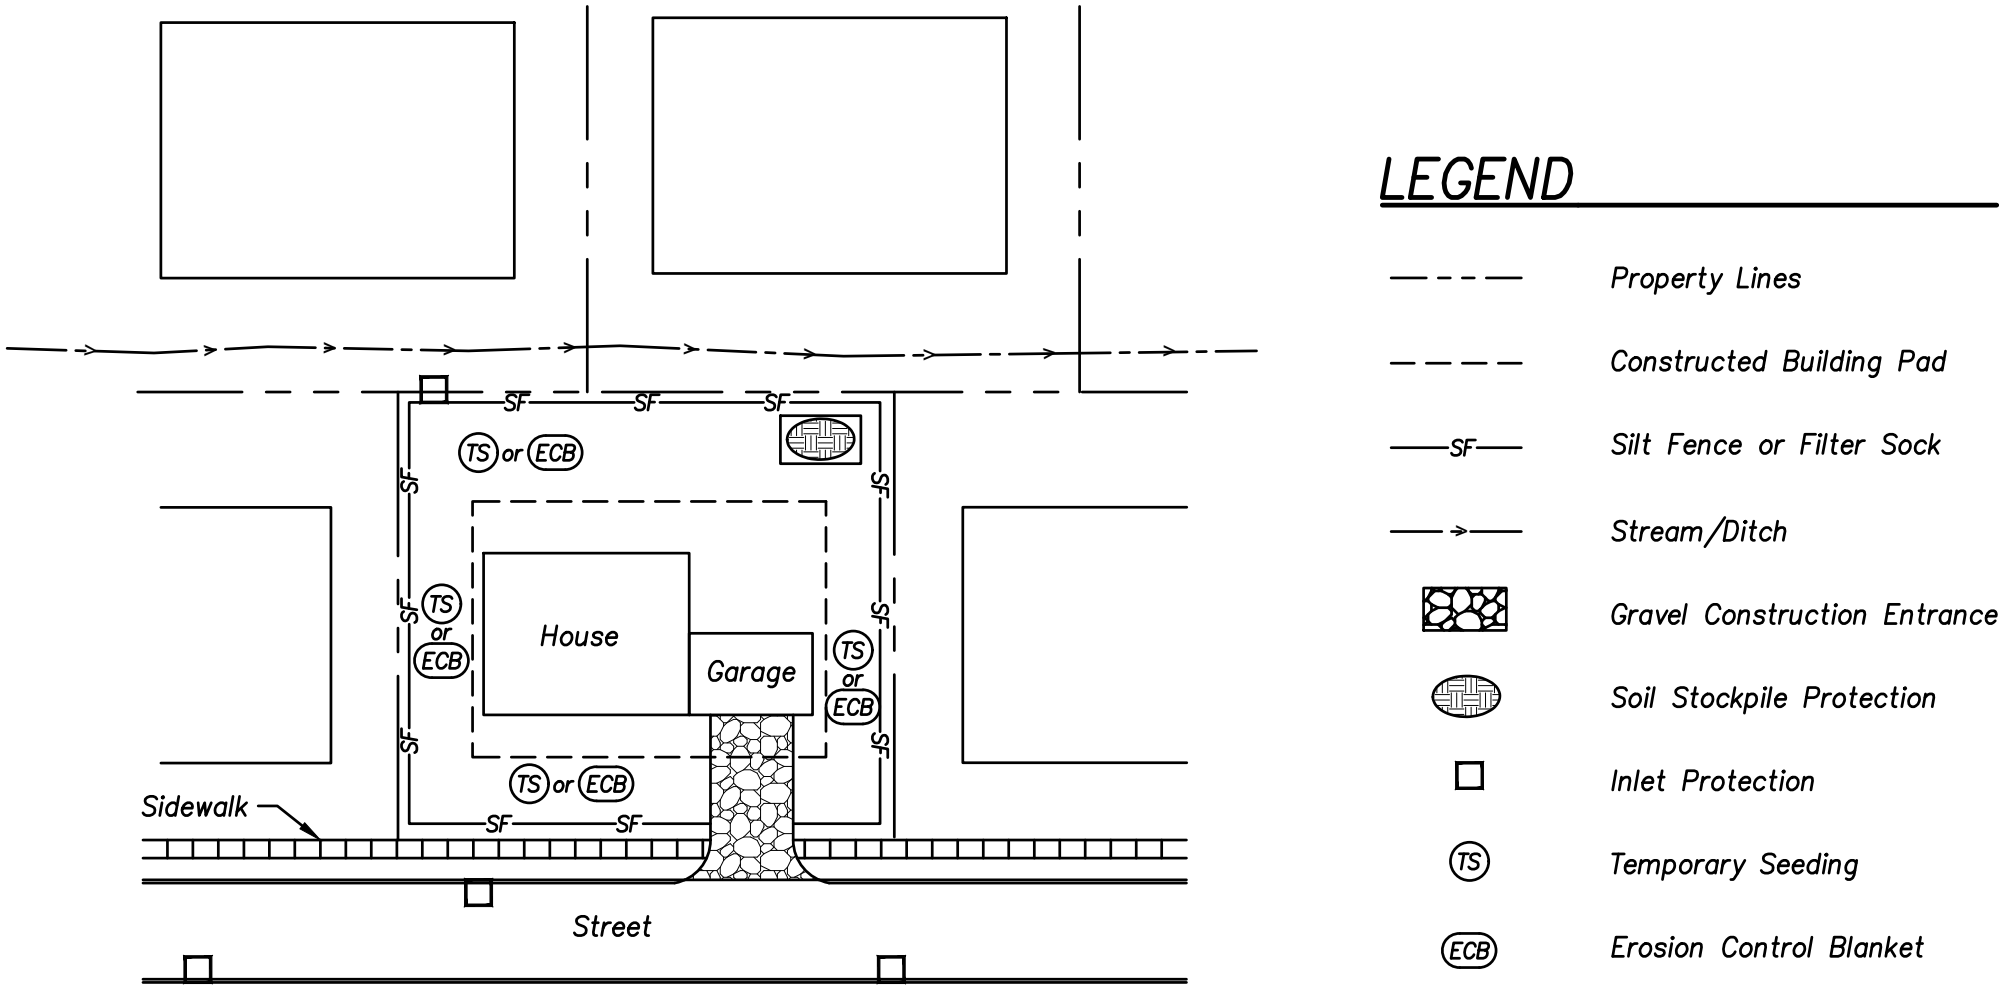 LEGEND
Property Lines
Constructed Building Pad
SF Silt Fence or Filter Sock
Stream/Ditch
Gravel Construction Entrance
Soil Stockpile Protection
Inlet Protection
TS Temporary Seeding
ECB Erosion Control Blanket
SF SF SF
TS or ECB
SF SF
SF SF
TS
or
ECB
House
Garage
TS
or
ECB
SF SF
TS or ECB
Sidewalk
SF SF
Street